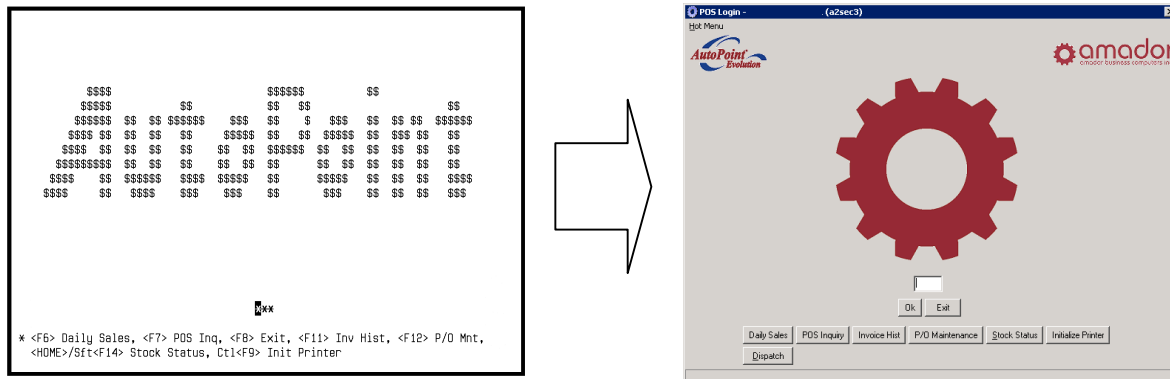 AutoPoint
***
* <F6> Daily Sales, <F7> POS Inq, <F8> Exit, <F11> Inv Hist, <F12> P/O Mnt,
<HOME>/Sft<F14> Stock Status, Ctl<F9> Init Printer
POS Login - . (a2sec3)
Hot Menu
AutoPoint
Evolution
amador
amador business computers inc
Ok Exit
Daily Sales POS Inquiry Invoice Hist P/O Maintenance Stock Status Initialize Printer
Dispatch